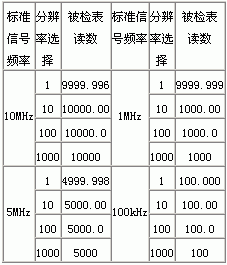 标准
信号
频率
分辨
率选
择
被检表
读数
标准信
号频率
分辨
率选
择
被检表
读数
10MHz
1 9999.996
10 10000.00
100 10000.0
1000 10000
1MHz
1 9999.999
10 1000.00
100 1000.0
1000 1000
5MHz
1 4999.998
10 5000.00
100 5000.0
1000 5000
100kHz
1 100.000
10 100.00
100 100.0
1000 100